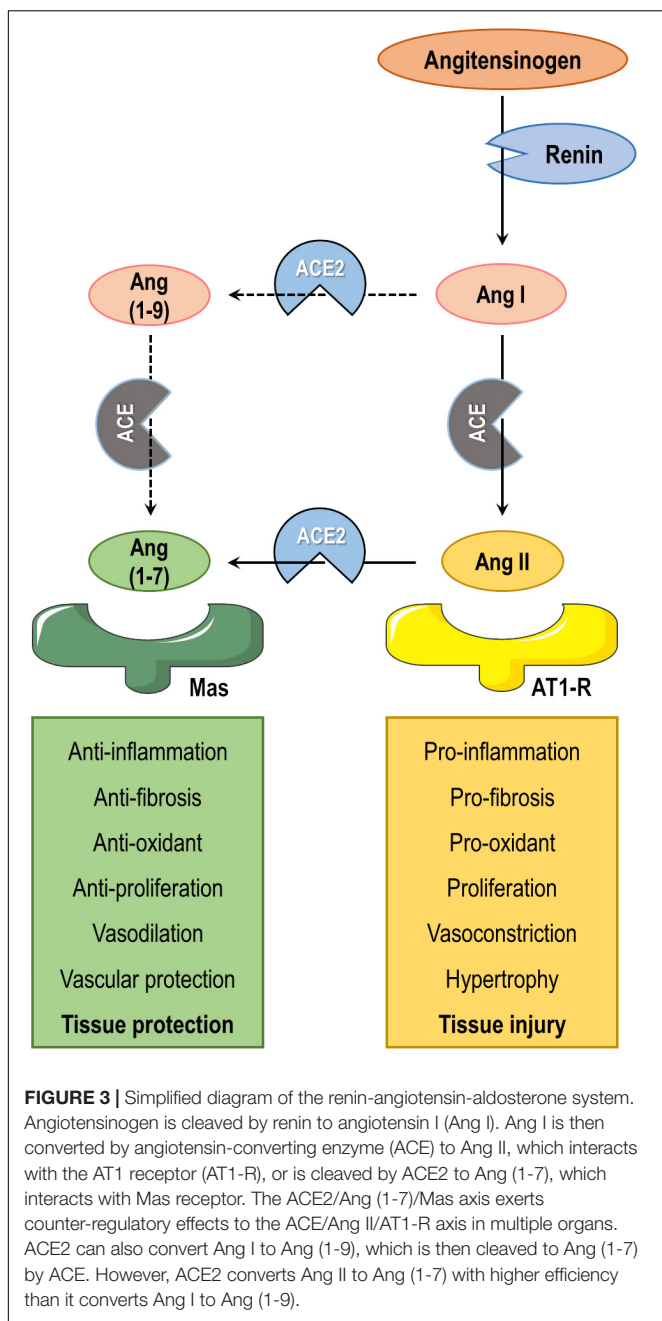 Angitensinogen
Renin
ACE2
Ang
(1-9)
Ang I
ACE
ACE
Ang
(1-7)
ACE2
Ang II
Mas
AT1-R
Anti-inflammation
Anti-fibrosis
Anti-oxidant
Anti-proliferation
Vasodilation
Vascular protection
Tissue protection
Pro-inflammation
Pro-fibrosis
Pro-oxidant
Proliferation
Vasoconstriction
Hypertrophy
Tissue injury
FIGURE 3 | Simplified diagram of the renin-angiotensin-aldosterone system.
Angiotensinogen is cleaved by renin to angiotensin I (Ang I). Ang I is then
converted by angiotensin-converting enzyme (ACE) to Ang II, which interacts
with the AT1 receptor (AT1-R), or is cleaved by ACE2 to Ang (1-7), which
interacts with Mas receptor. The ACE2/Ang (1-7)/Mas axis exerts
counter-regulatory effects to the ACE/Ang II/AT1-R axis in multiple organs.
ACE2 can also convert Ang I to Ang (1-9), which is then cleaved to Ang (1-7)
by ACE. However, ACE2 converts Ang II to Ang (1-7) with higher efficiency
than it converts Ang I to Ang (1-9).